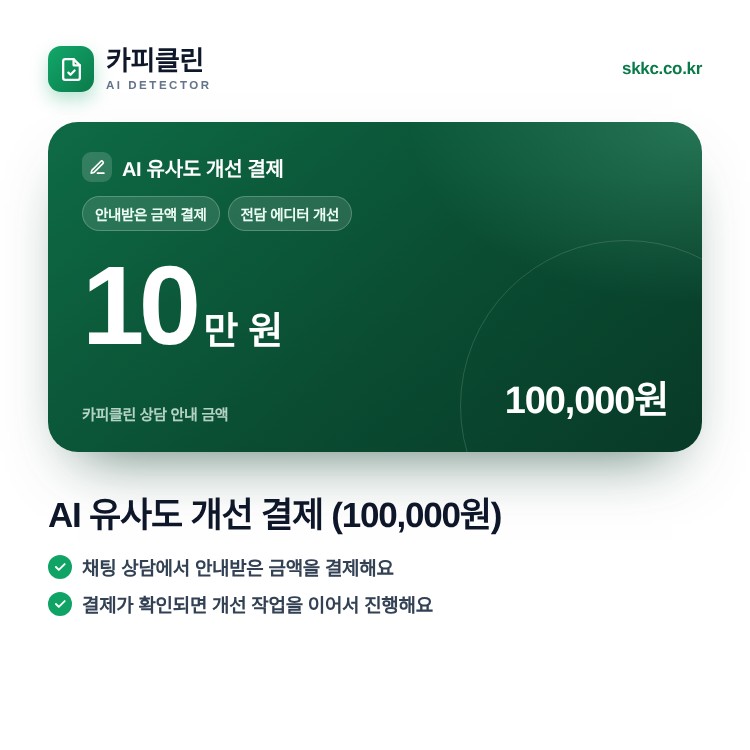 카피클린
AI DETECTOR
skkc.co.kr
AI 유사도 개선 결제
안내받은 금액 결제
전담 에디터 개선
10만 원
카피클린 상담 안내 금액
100,000원
AI 유사도 개선 결제 (100,000원)
채팅 상담에서 안내받은 금액을 결제해요
결제가 확인되면 개선 작업을 이어서 진행해요